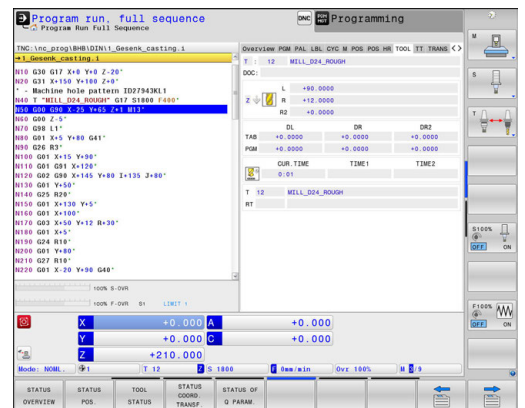 Program run, full sequence
Program Run Full Sequence
DNC
Programming
TNC:\nc_prog\BHB\DIN\1_Gesenk_casting.i
→1_Gesenk_casting.i
N10 G30 G17 X+0 Y+0 Z-20*
N20 G31 X+150 Y+100 Z+0*
* - Machine hole pattern ID27943KL1
N40 T "MILL_D24_ROUGH" G17 S1800 F400*
N50 G00 G90 X-25 Y+65 Z+1 M13*
N60 G00 Z-5*
N70 G98 L1*
N80 G01 X+5 Y+80 G41*
N90 G26 R3*
N100 G01 X+15 Y+90*
N110 G01 G91 X+120*
N120 G02 G90 X+145 Y+80 I+135 J+80*
N130 G01 Y+50*
N140 G25 R20*
N150 G01 X+130 Y+5*
N160 G01 X+100*
N170 G03 X+50 Y+12 R+30*
N180 G01 X+5*
N190 G24 R10*
N200 G01 Y+80*
N210 G27 R10*
N220 G01 X-20 Y+90 G40*
100% S-OVR
100% F-OVR S1 LIMIT 1
Overview PGM PAL LBL CYC M POS POS HR TOOL TT TRANS
T : 12 MILL_D24_ROUGH
DOC:
L +90.0000
Z R +12.0000
R2 +0.0000
DL DR DR2
TAB +0.0000 +0.0000 +0.0000
PGM +0.0000 +0.0000 +0.0000
CUR.TIME TIME1 TIME2
0:01
T 12 MILL_D24_ROUGH
RT
X +0.000 A +0.000
Y +0.000 C +0.000
Z +210.000
Mode: NOML. 1 T 12 Z S 1800 F 0mm/min Ovr 100% M 5/9
STATUS OVERVIEW
STATUS POS.
TOOL STATUS
STATUS COORD. TRANSF.
STATUS OF Q PARAM.
M
S
T
S100%
OFF ON
F100%
OFF ON